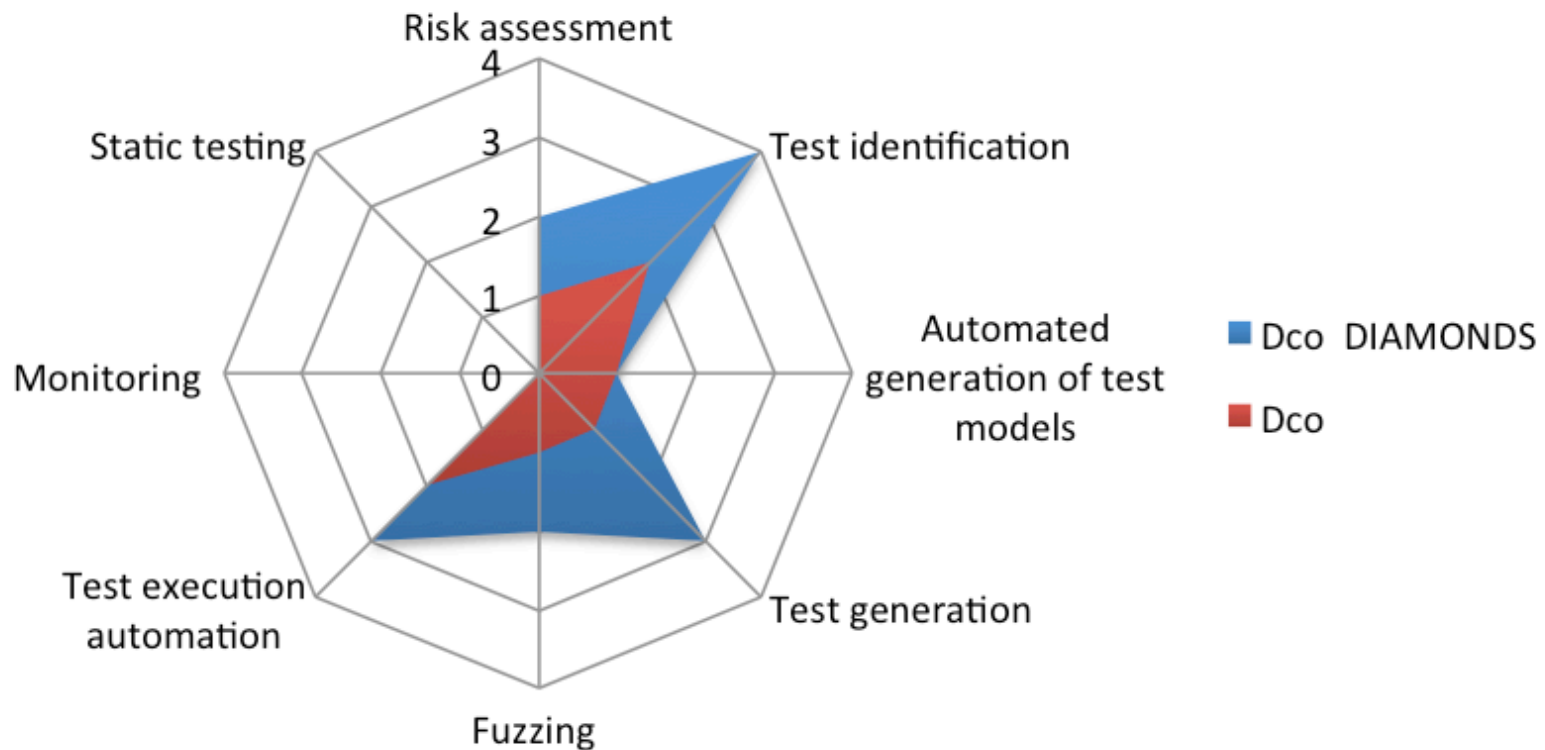 Risk assessment
4
3
2
1
0
Static testing
Test identification
Monitoring
Automated
generation of test
models
Test execution
automation
Test generation
Fuzzing
Dco DIAMONDS
Dco